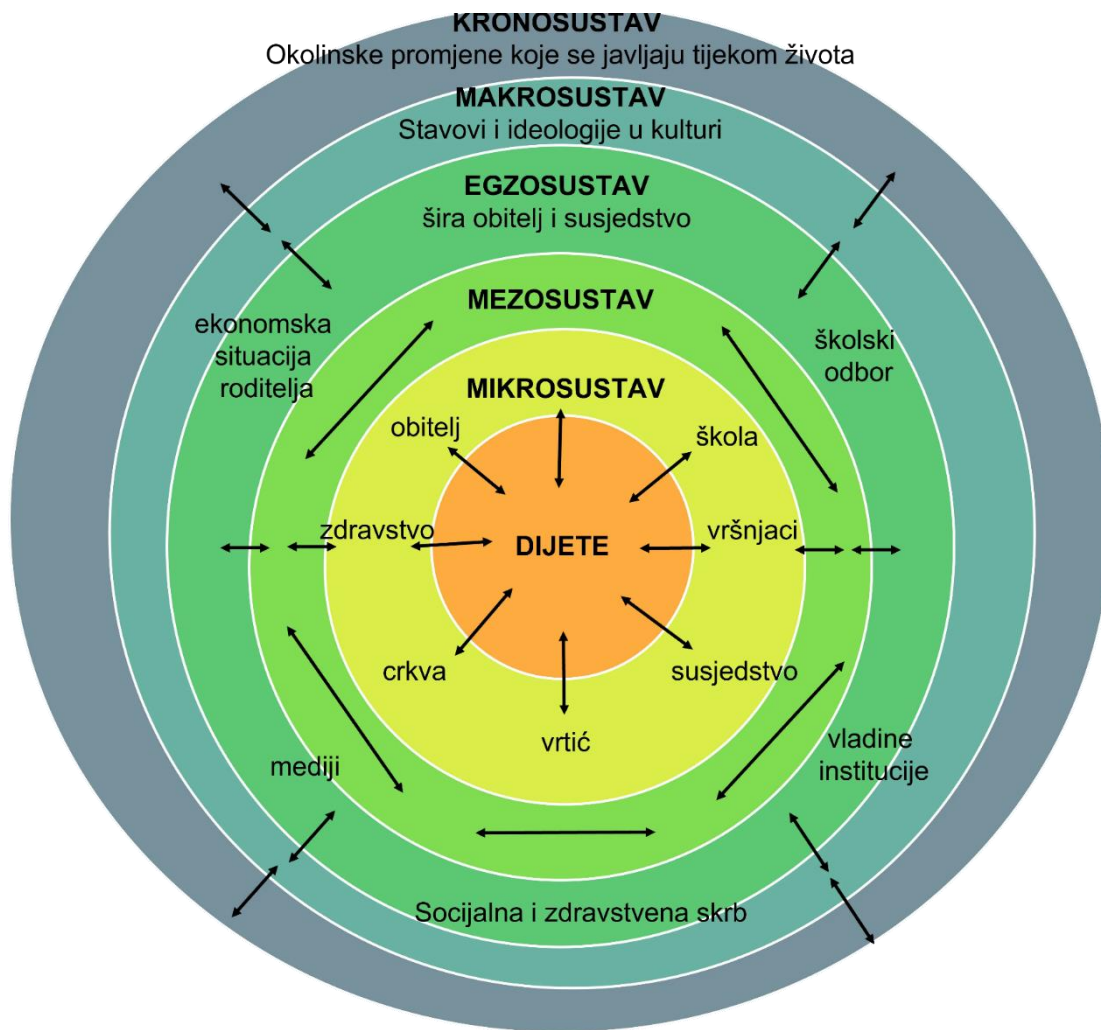 KRONOSUSTAV
Okolinske promjene koje se javljaju tijekom života
MAKROSUSTAV
Stavovi i ideologije u kulturi
EGZOSUSTAV
šira obitelj i susjedstvo
MEZOSUSTAV
ekonomska
situacija
roditelja
školski
odbor
MIKROSUSTAV
obitelj
škola
zdravstvo
DIJETE
vršnjaci
crkva
susjedstvo
vrtić
mediji
vladine
institucije
Socijalna i zdravstvena skrb